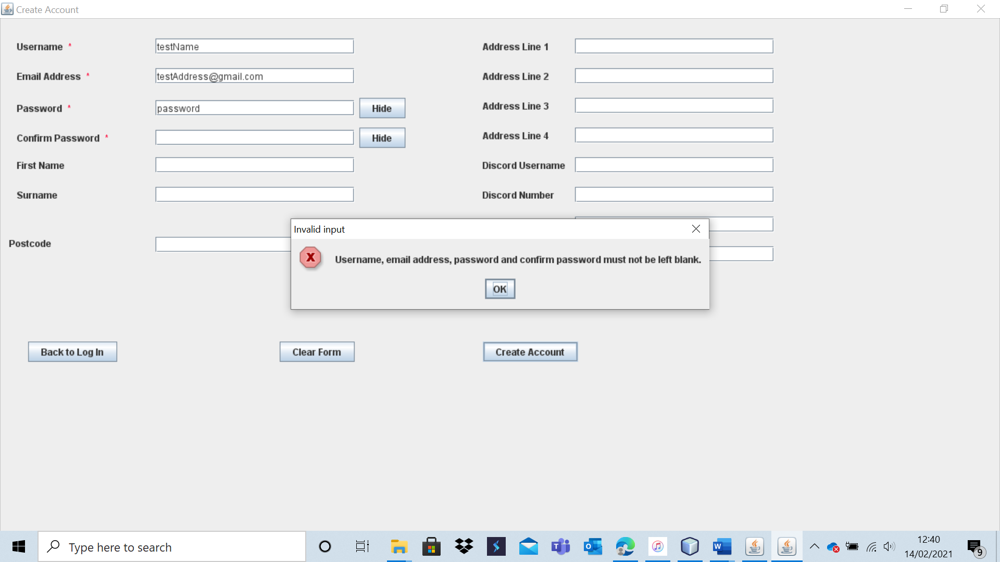 Create Account
Username *
testName
Address Line 1
Email Address *
testAddress@gmail.com
Address Line 2
Password *
password
Hide
Address Line 3
Confirm Password *
Hide
Address Line 4
First Name
Discord Username
Surname
Discord Number
Invalid input
Postcode
X
Username, email address, password and confirm password must not be left blank.
OK
Back to Log In
Clear Form
Create Account
Type here to search
12:40
14/02/2021
9